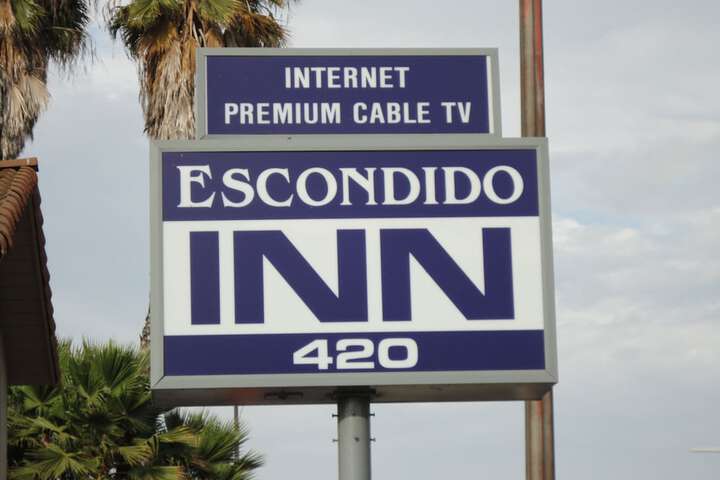 INTERNET
PREMIUM CABLE TV
ESCONDIDO
INN
420